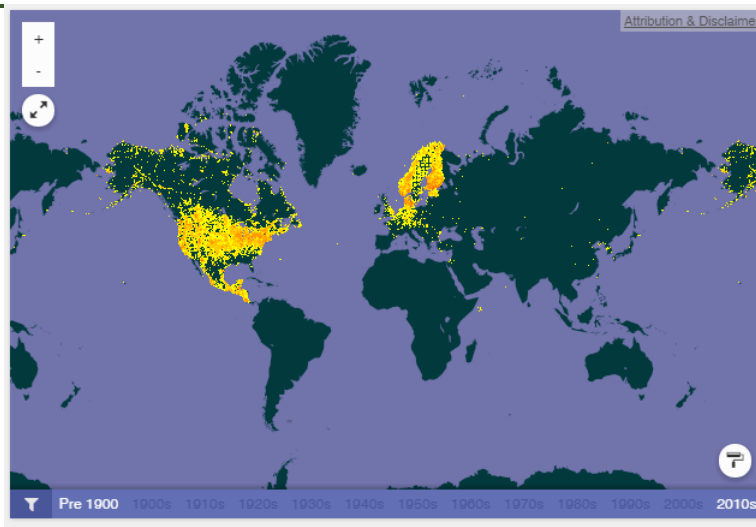 Attribution & Disclaime
+
-
Pre 1900 1900s 1910s 1920s 1930s 1940s 1950s 1960s 1970s 1980s 1990s 2000s 2010s